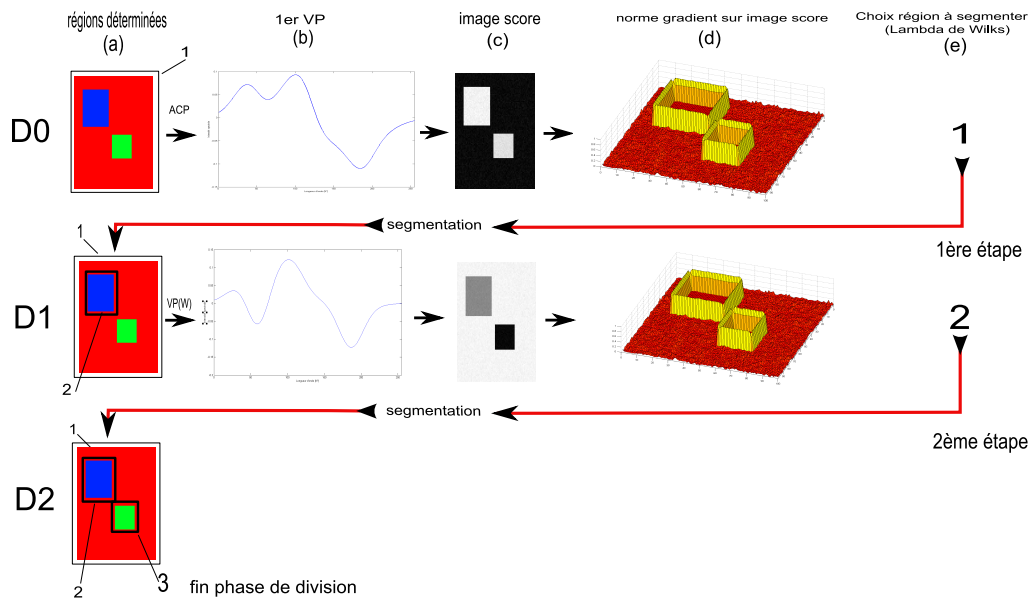 régions déterminées
(a)
1er VP
(b)
image score
(c)
norme gradient sur image score
(d)
Choix région à segmenter
(Lambda de Wilks)
(e)
1
D0
ACP
1
segmentation
1ère étape
1
D1
VP(W)
2
2
segmentation
2ème étape
1
D2
2
3
fin phase de division